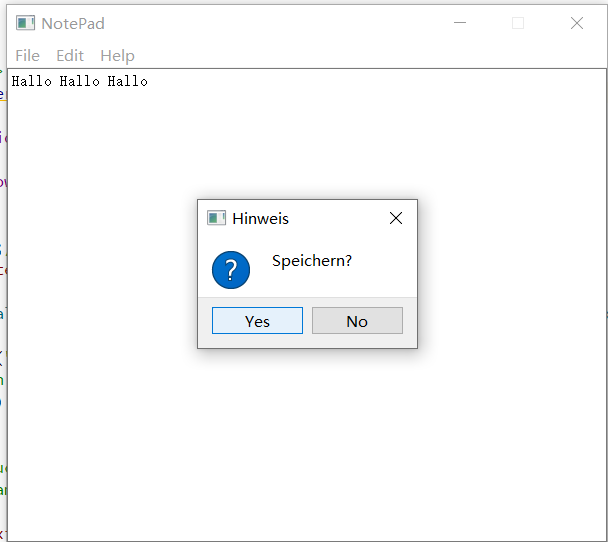 NotePad
File Edit Help
Hallo Hallo Hallo
Hinweis
Speichern?
Yes No